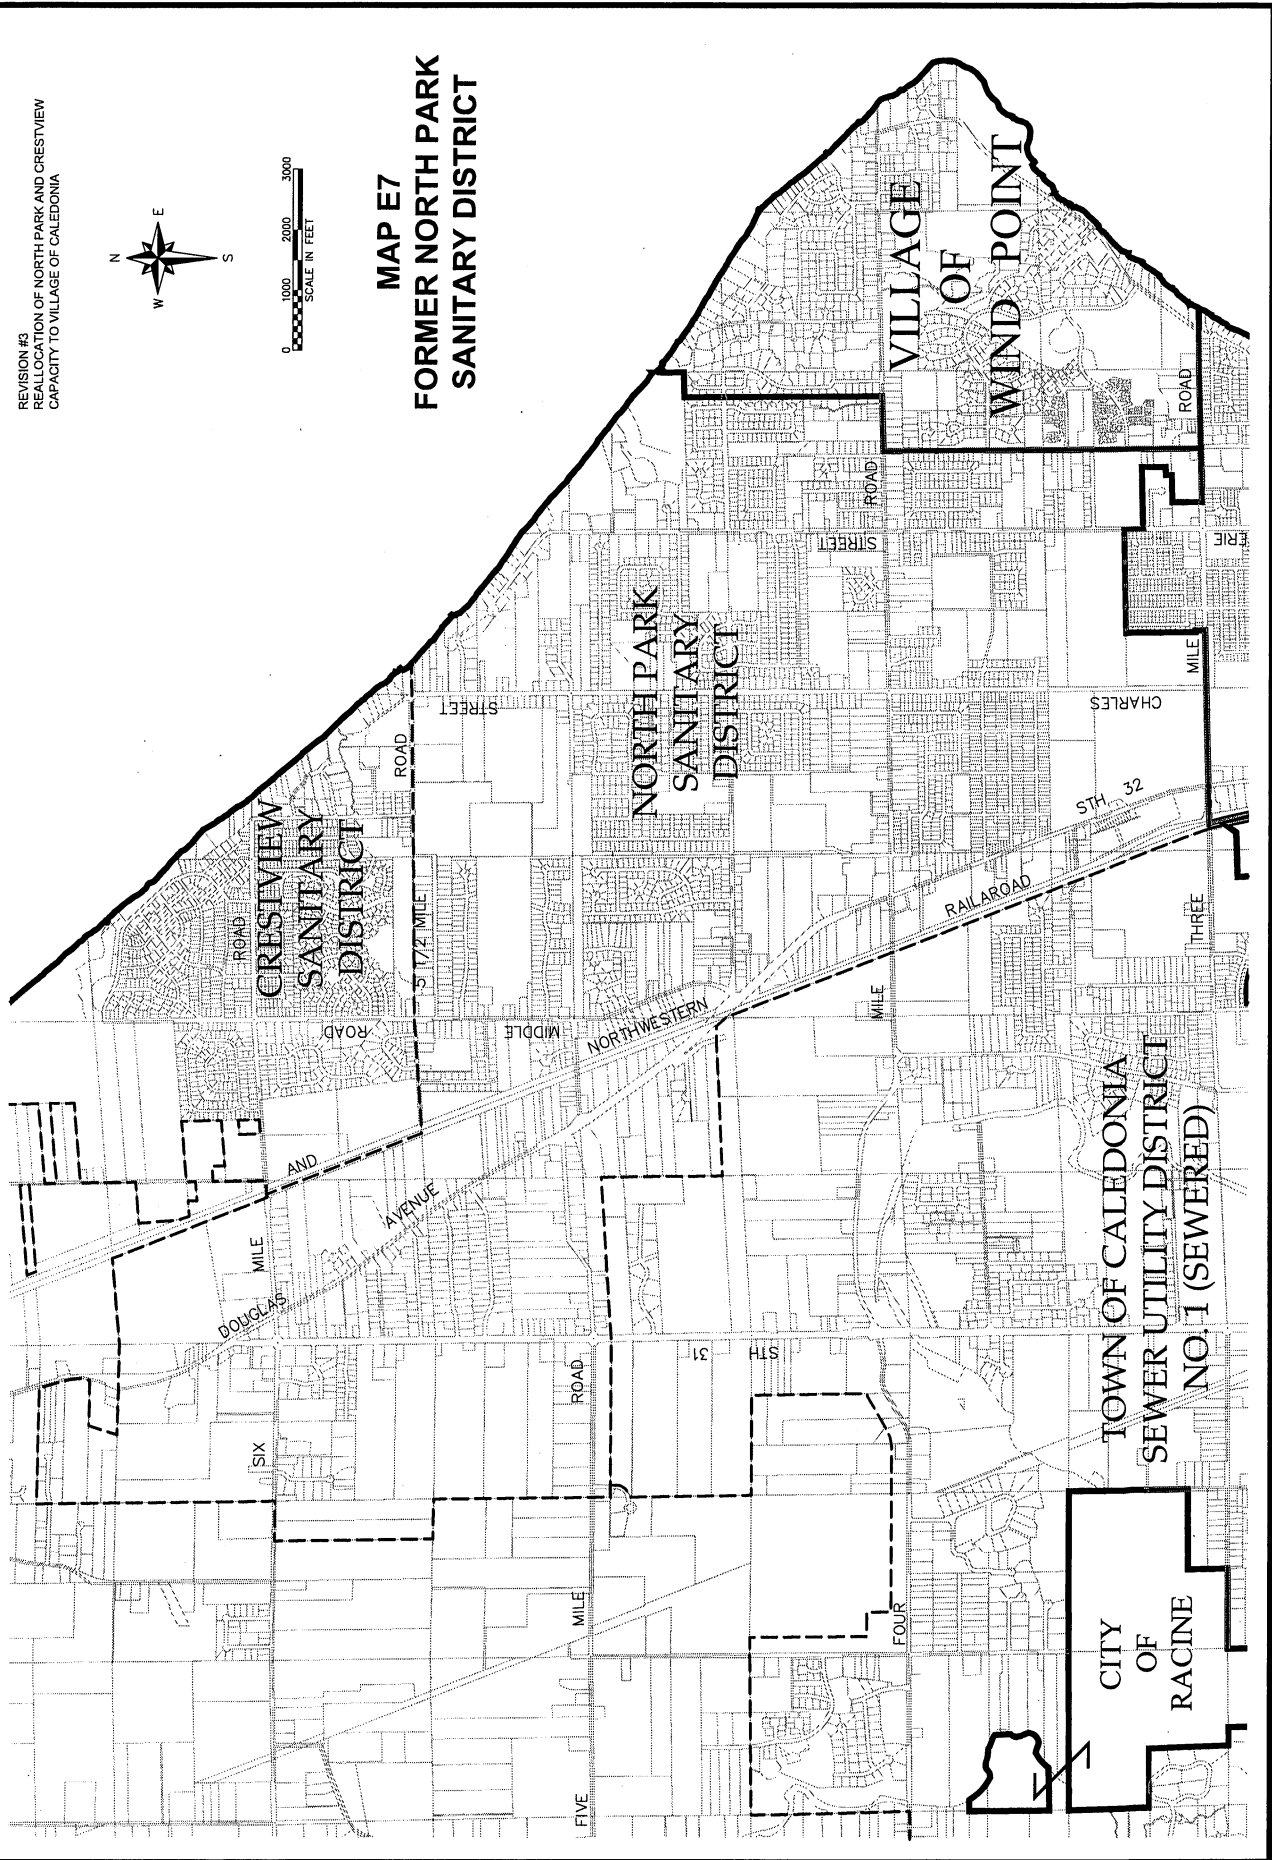 REVISION #3
REALLOCATION OF NORTH PARK AND CRESTVIEW
CAPACITY TO VILLAGE OF CALEDONIA
N
W
E
S
0
1000
2000
3000
SCALE IN FEET
MAP E7
FORMER NORTH PARK
SANITARY DISTRICT
VILLAGE
OF
WIND POINT
CRESTVIEW
SANITARY
DISTRICT
NORTH PARK
SANITARY
DISTRICT
TOWN OF CALEDONIA
SEWER UTILITY DISTRICT
NO. 1 (SEWERED)
CITY
OF
RACINE
SIX
MILE
ROAD
5 1/2 MILE
ROAD
FIVE
MILE
ROAD
FOUR
MILE
ROAD
THREE
MILE
ROAD
DOUGLAS
AVENUE
AND
NORTHWESTERN
RAILAROAD
MIDDLE
ROAD
STREET
CHARLES
STREET
ERIE
STH 31
STH 32